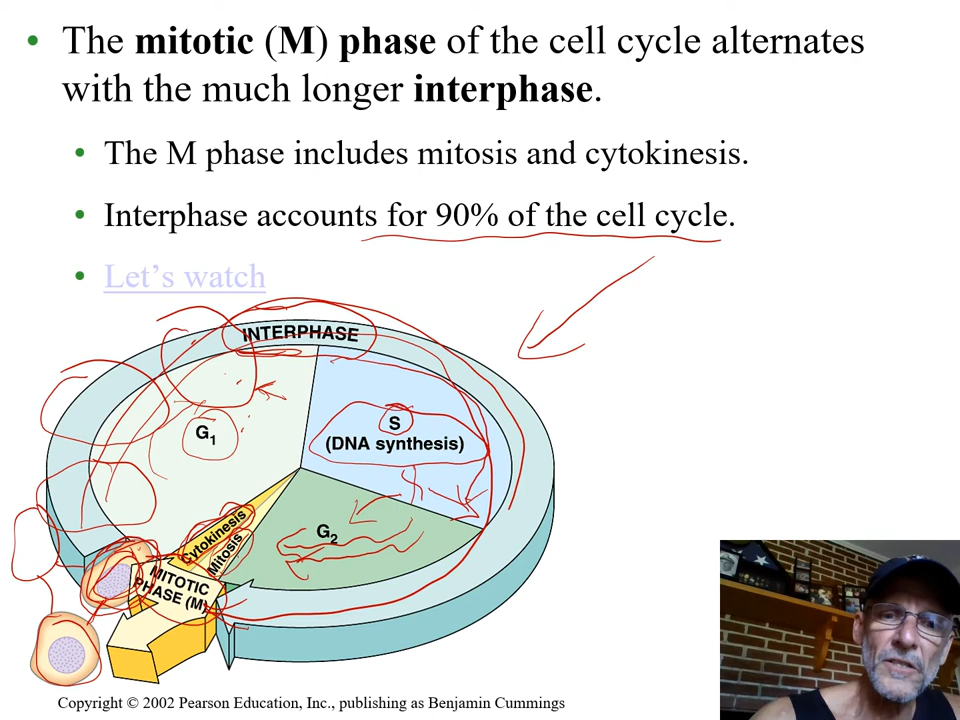 • The mitotic (M) phase of the cell cycle alternates
with the much longer interphase.
• The M phase includes mitosis and cytokinesis.
• Interphase accounts for 90% of the cell cycle.
• Let’s watch
INTERPHASE
G1
S
(DNA synthesis)
Cytokinesis
Mitosis
G2
MITOTIC
PHASE (M)
Copyright © 2002 Pearson Education, Inc., publishing as Benjamin Cummings